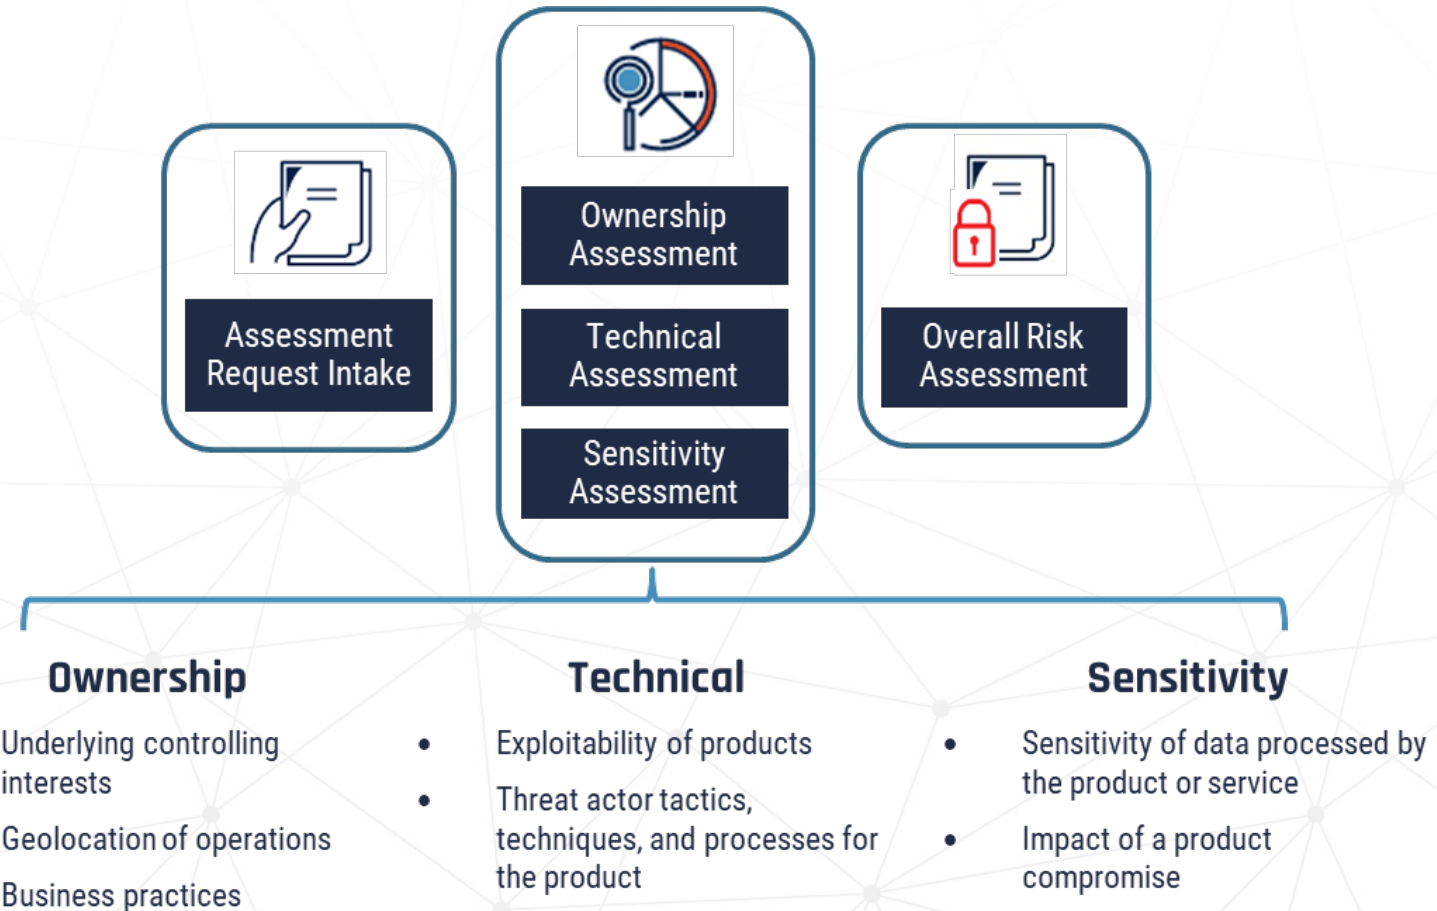 Ownership
Assessment
Assessment
Request Intake
Technical
Assessment
Sensitivity
Assessment
Overall Risk
Assessment
Ownership
Underlying controlling
interests
Geolocation of operations
Business practices
Technical
• Exploitability of products
• Threat actor tactics,
techniques, and processes for
the product
Sensitivity
• Sensitivity of data processed by
the product or service
• Impact of a product
compromise